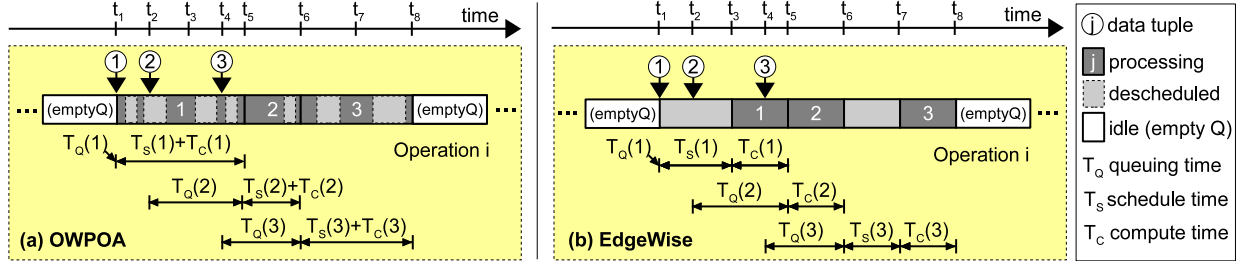 t1 t2 t3 t4 t5 t6 t7 t8 time
1 2 3
(emptyQ) 1 2 3 (emptyQ)
TQ(1) TS(1)+TC(1) Operation i
TQ(2) TS(2)+TC(2)
TQ(3) TS(3)+TC(3)
(a) OWPOA
t1 t2 t3 t4 t5 t6 t7 t8 time
1 2 3
(emptyQ) 1 2 3 (emptyQ)
TQ(1) TS(1) TC(1) Operation i
TQ(2) TC(2)
TQ(3) TS(3) TC(3)
(b) EdgeWise
j data tuple
j processing
descheduled
idle (empty Q)
TQ queuing time
TS schedule time
TC compute time